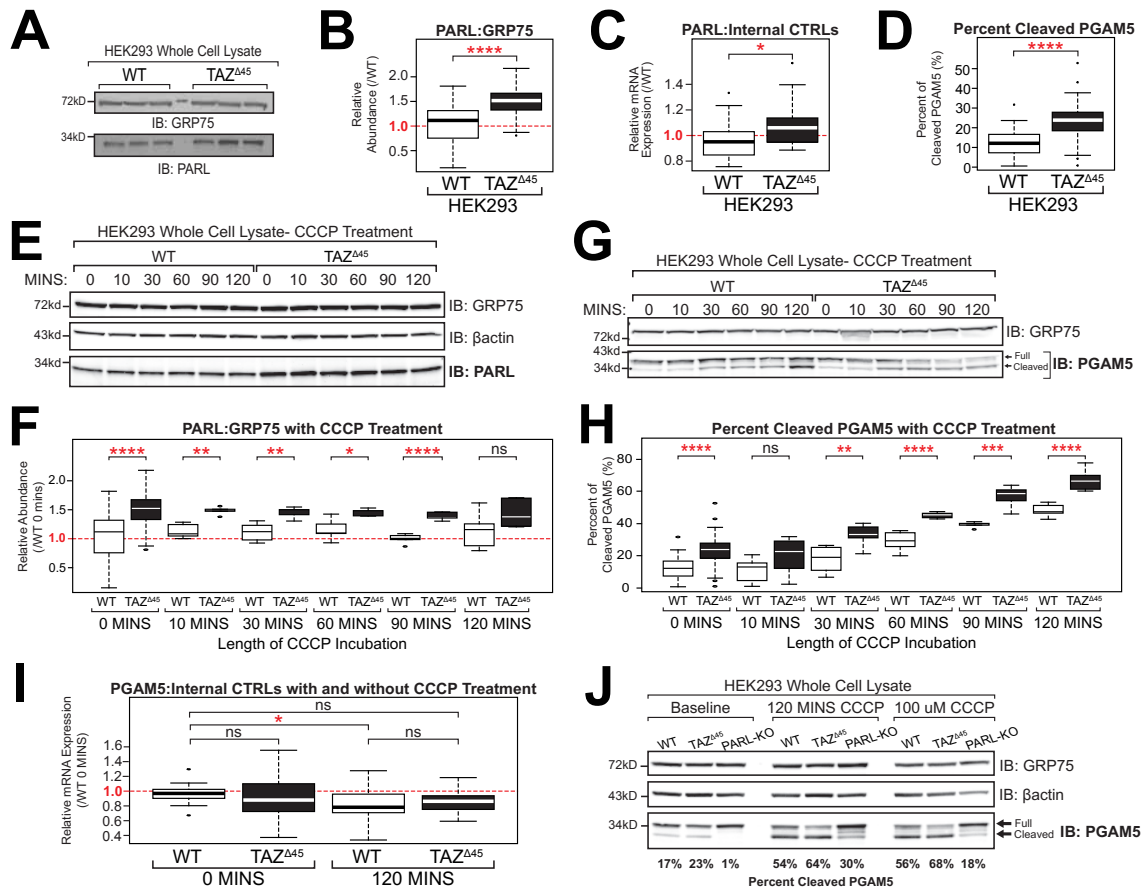 A
HEK293 Whole Cell Lysate
WT TAZΔ45
72kD
IB: GRP75
34kD
IB: PARL
B
PARL:GRP75
****
Relative
Abundance (/WT)
2.0
1.5
1.0
0.5
WT TAZΔ45
HEK293
C
PARL:Internal CTRLs
*
Relative mRNA
Expression (/WT)
1.4
1.2
1.0
0.8
WT TAZΔ45
HEK293
D
Percent Cleaved PGAM5
****
Percent of
Cleaved PGAM5 (%)
50
40
30
20
10
0
WT TAZΔ45
HEK293
E
HEK293 Whole Cell Lysate- CCCP Treatment
WT TAZΔ45
MINS: 0 10 30 60 90 120 0 10 30 60 90 120
72kd IB: GRP75
43kd IB: βactin
34kd IB: PARL
G
HEK293 Whole Cell Lysate- CCCP Treatment
WT TAZΔ45
MINS: 0 10 30 60 90 120 0 10 30 60 90 120
72kd IB: GRP75
43kd Full
34kd Cleaved IB: PGAM5
F
PARL:GRP75 with CCCP Treatment
**** ** ** * **** ns
Relative Abundance
(/WT 0 mins)
2.0
1.5
1.0
0.5
WT TAZΔ45 WT TAZΔ45 WT TAZΔ45 WT TAZΔ45 WT TAZΔ45 WT TAZΔ45
0 MINS 10 MINS 30 MINS 60 MINS 90 MINS 120 MINS
Length of CCCP Incubation
H
Percent Cleaved PGAM5 with CCCP Treatment
**** ns ** **** *** ****
Perccent of
Cleaved PGAM5 (%)
80
60
40
20
0
WT TAZΔ45 WT TAZΔ45 WT TAZΔ45 WT TAZΔ45 WT TAZΔ45 WT TAZΔ45
0 MINS 10 MINS 30 MINS 60 MINS 90 MINS 120 MINS
Length of CCCP Incubation
I
PGAM5:Internal CTRLs with and without CCCP Treatment
ns
*
ns ns
Relative mRNA Expression
(/WT 0 MINS)
1.6
1.4
1.2
1.0
0.8
0.6
0.4
WT TAZΔ45 WT TAZΔ45
0 MINS 120 MINS
J
HEK293 Whole Cell Lysate
Baseline 120 MINS CCCP 100 uM CCCP
WT TAZΔ45 PARL-KO WT TAZΔ45 PARL-KO WT TAZΔ45 PARL-KO
72kD IB: GRP75
43kD IB: βactin
34kD Full
Cleaved IB: PGAM5
17% 23% 1% 54% 64% 30% 56% 68% 18%
Percent Cleaved PGAM5